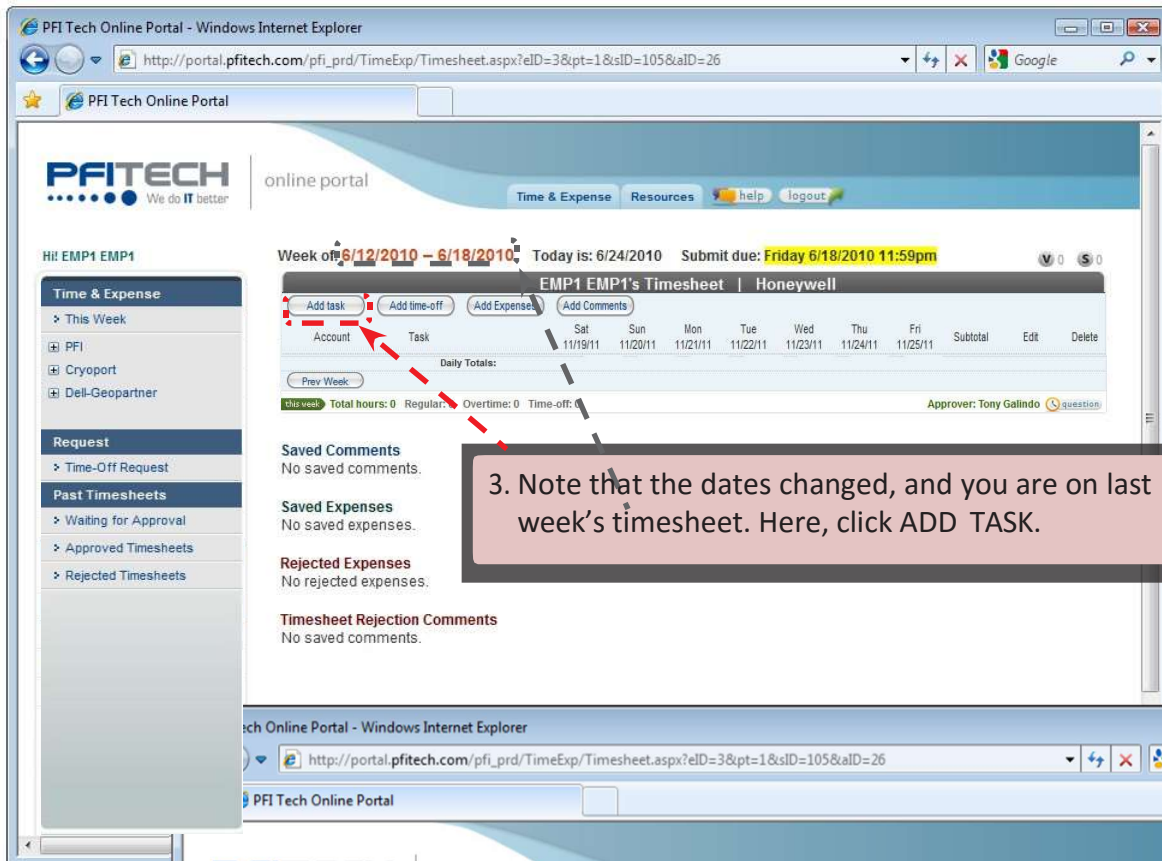 PFI Tech Online Portal - Windows Internet Explorer
http://portal.pfitech.com/pfi_prd/TimeExp/Timesheet.aspx?eID=3&pt=1&sID=105&aID=26
Google
PFI Tech Online Portal
PFITECH
We do IT better
online portal
Time & Expense Resources help logout
Hi! EMP1 EMP1
Week of: 6/12/2010 – 6/18/2010 Today is: 6/24/2010 Submit due: Friday 6/18/2010 11:59pm
V 0 S 0
EMP1 EMP1's Timesheet | Honeywell
Add task Add time-off Add Expenses Add Comments
Account Task Sat 11/19/11 Sun 11/20/11 Mon 11/21/11 Tue 11/22/11 Wed 11/23/11 Thu 11/24/11 Fri 11/25/11 Subtotal Edit Delete
Daily Totals:
Prev Week
this week Total hours: 0 Regular: 0 Overtime: 0 Time-off: 0 Approver: Tony Galindo question
Time & Expense
This Week
PFI
Cryoport
Dell-Geopartner
Request
Time-Off Request
Past Timesheets
Waiting for Approval
Approved Timesheets
Rejected Timesheets
Saved Comments
No saved comments.
Saved Expenses
No saved expenses.
Rejected Expenses
No rejected expenses.
Timesheet Rejection Comments
No saved comments.
3. Note that the dates changed, and you are on last
week's timesheet. Here, click ADD TASK.
ech Online Portal - Windows Internet Explorer
http://portal.pfitech.com/pfi_prd/TimeExp/Timesheet.aspx?eID=3&pt=1&sID=105&aID=26
PFI Tech Online Portal